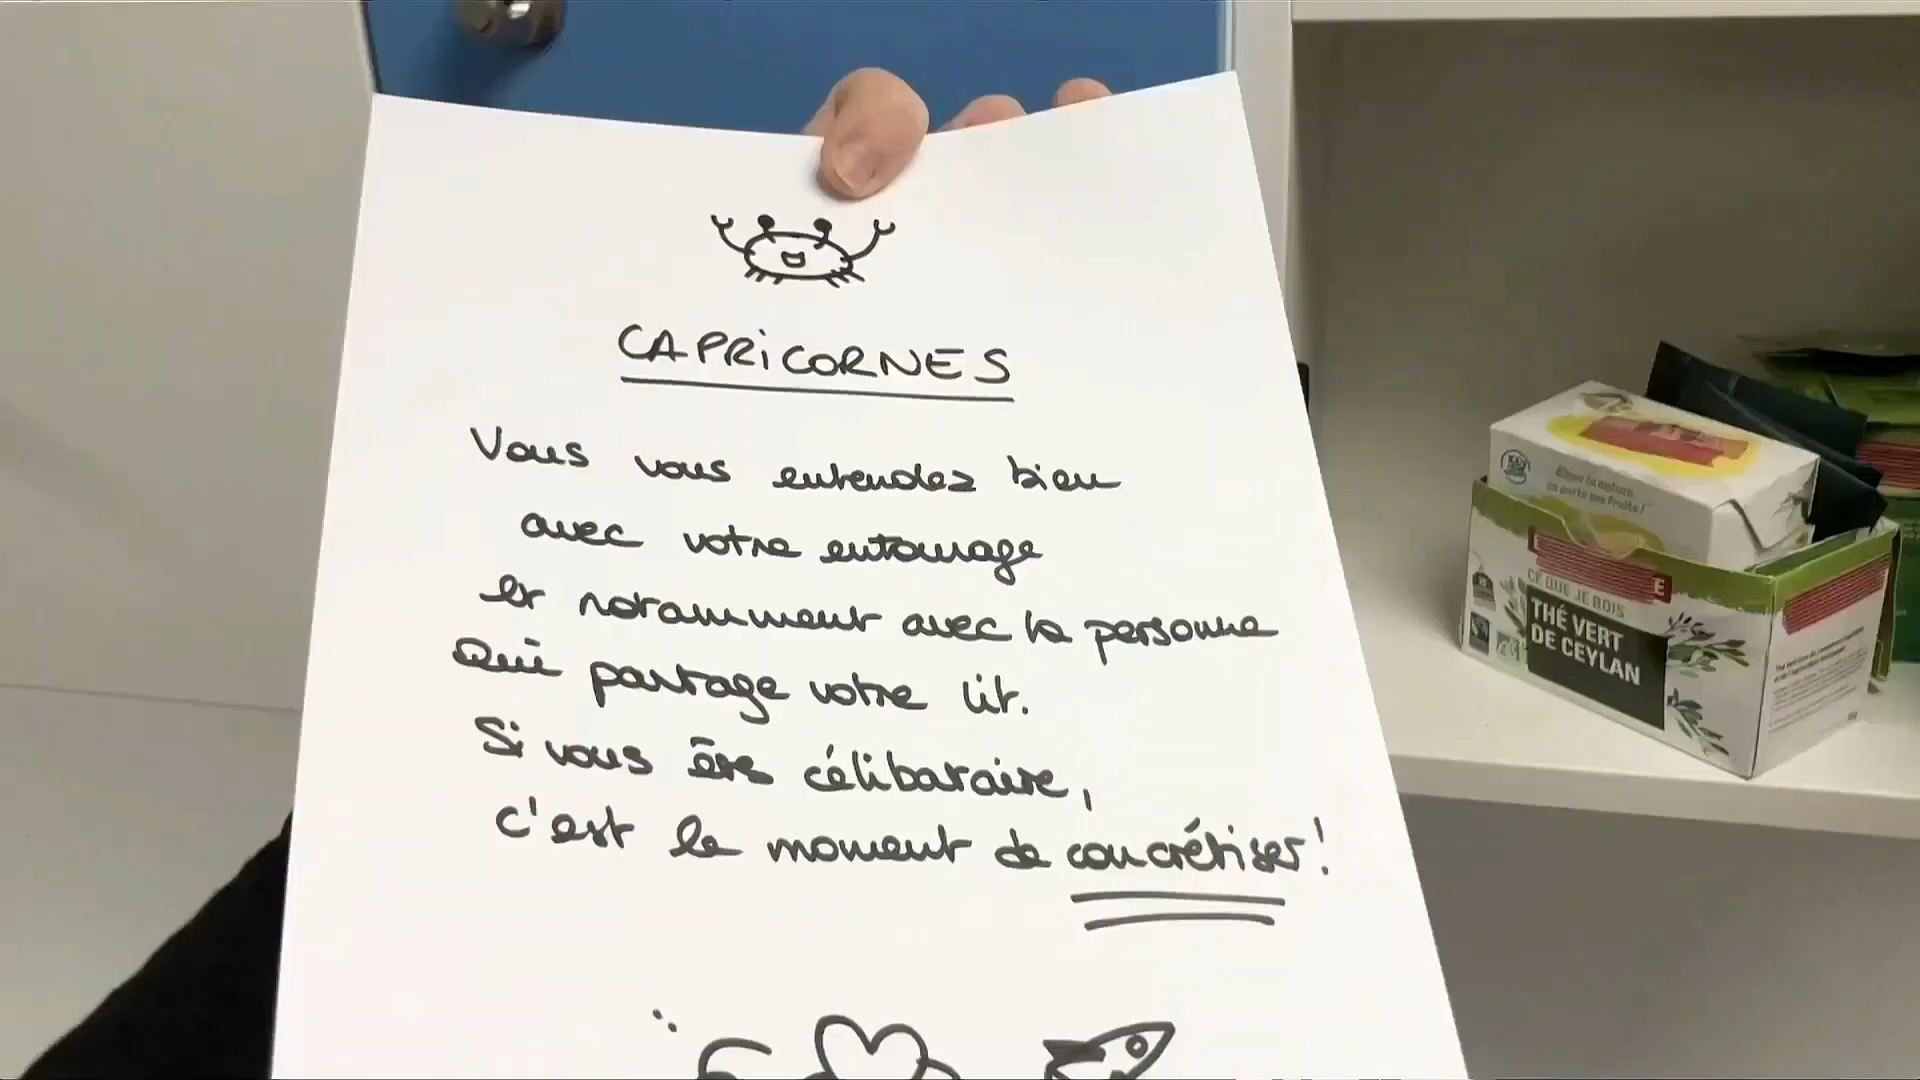 CAPRICORNES
Vous vous entendez bien
avec votre entourage
et notamment avec la personne
Qui partage votre lit.
Si vous êtes célibataire,
c'est le moment de concrétiser!
CE QUE JE BOIS
THÉ VERT
DE CEYLAN